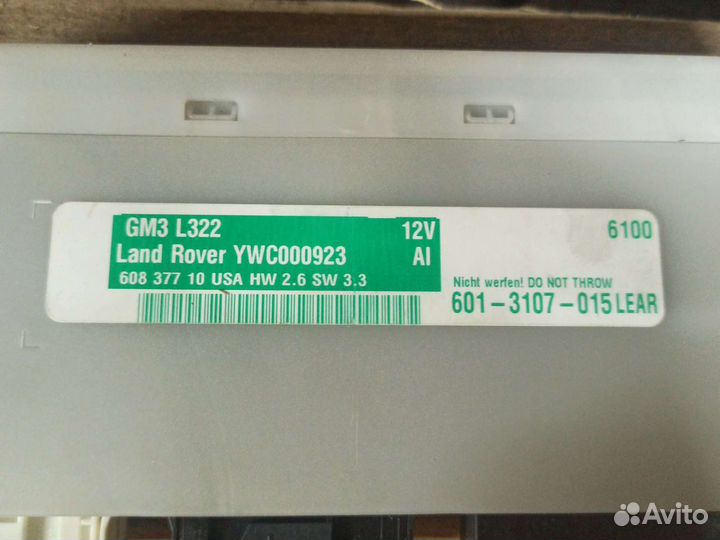 GM3 L322 12V 6100
Land Rover YWC000923 AI
608 377 10 USA HW 2.6 SW 3.3
Nicht werfen! DO NOT THROW
601-3107-015 LEAR
Avito